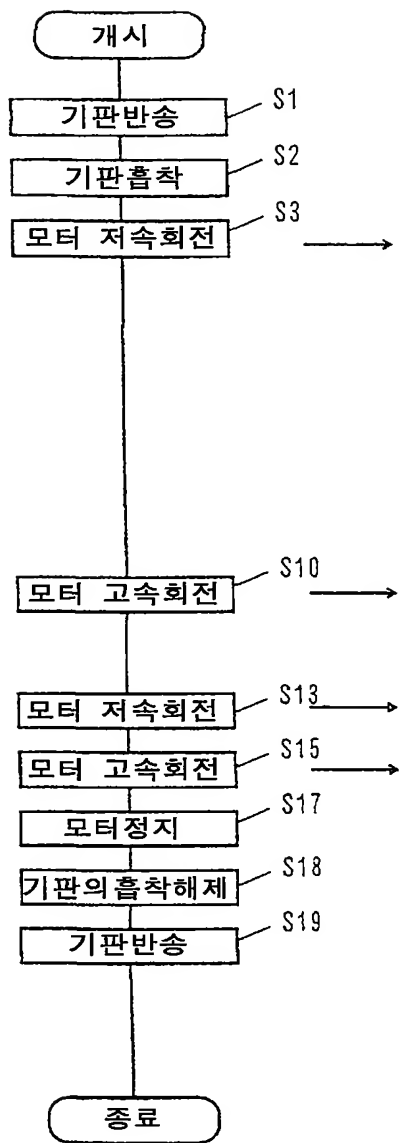 개시
기판반송 S1
기판흡착 S2
모터 저속회전 S3
모터 고속회전 S10
모터 저속회전 S13
모터 고속회전 S15
모터정지 S17
기판의흡착해제 S18
기판반송 S19
종료